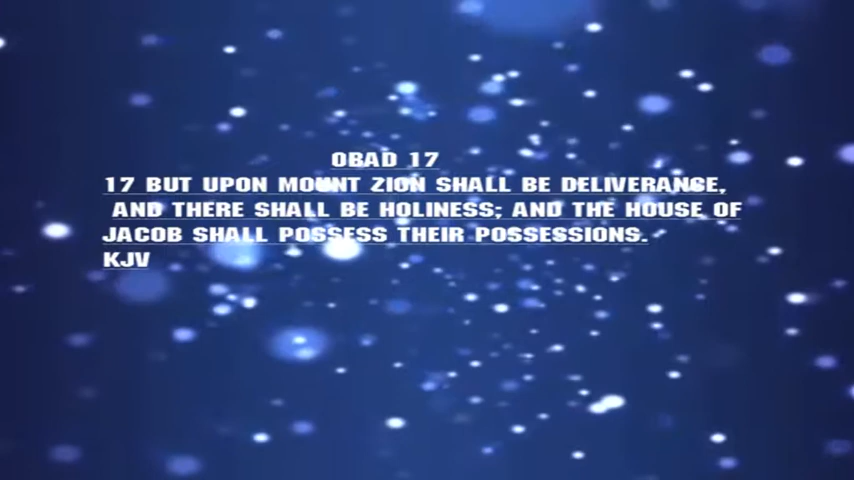 OBAD 17
17 BUT UPON MOUNT ZION SHALL BE DELIVERANCE,
AND THERE SHALL BE HOLINESS; AND THE HOUSE OF
JACOB SHALL POSSESS THEIR POSSESSIONS.
KJV